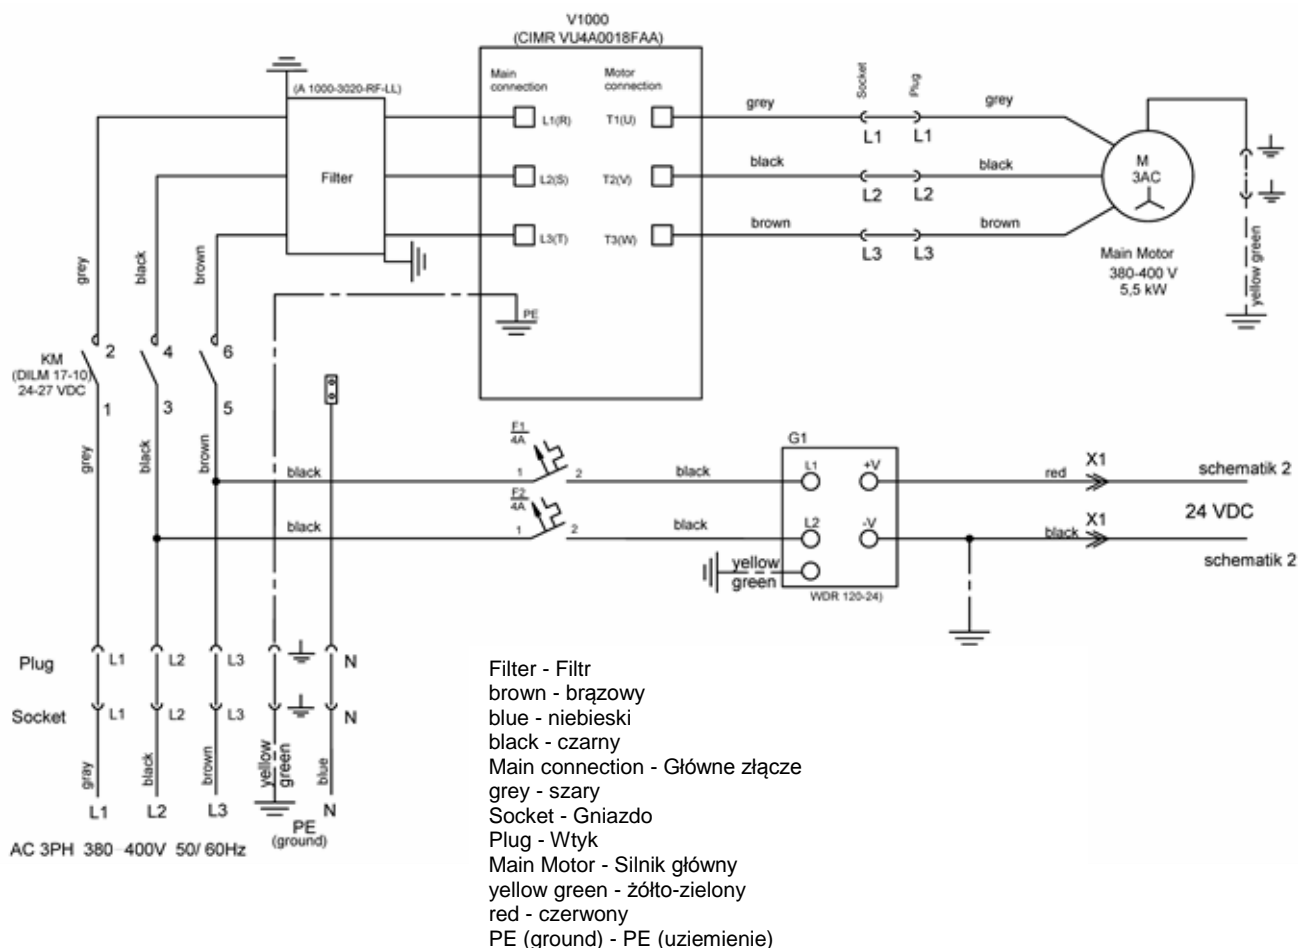 V1000
(CIMR VU4A0018FAA)
(A 1000-3020-RF-LL)
Main
connection
Motor
connection
L1(R)
T1(U)
L2(S)
T2(V)
L3(T)
T3(W)
Filter
PE
grey
black
brown
Socket
Plug
L1
L1
L2
L2
L3
L3
grey
black
brown
M
3AC
Main Motor
380-400 V
5,5 kW
yellow green
grey
black
brown
KM
(DILM 17-10)
24-27 VDC
2
4
6
1
3
5
grey
black
brown
black
black
F1
4A
1
2
F2
4A
1
2
black
black
G1
L1
+V
L2
-V
WDR 120-24)
yellow
green
red
X1
schematik 2
24 VDC
black
X1
schematik 2
Plug
L1
L2
L3
N
Socket
L1
L2
L3
N
gray
black
brown
yellow
green
blue
L1
L2
L3
N
PE
(ground)
AC 3PH 380-400V 50/ 60Hz
Filter - Filtr
brown - brązowy
blue - niebieski
black - czarny
Main connection - Główne złącze
grey - szary
Socket - Gniazdo
Plug - Wtyk
Main Motor - Silnik główny
yellow green - żółto-zielony
red - czerwony
PE (ground) - PE (uziemienie)